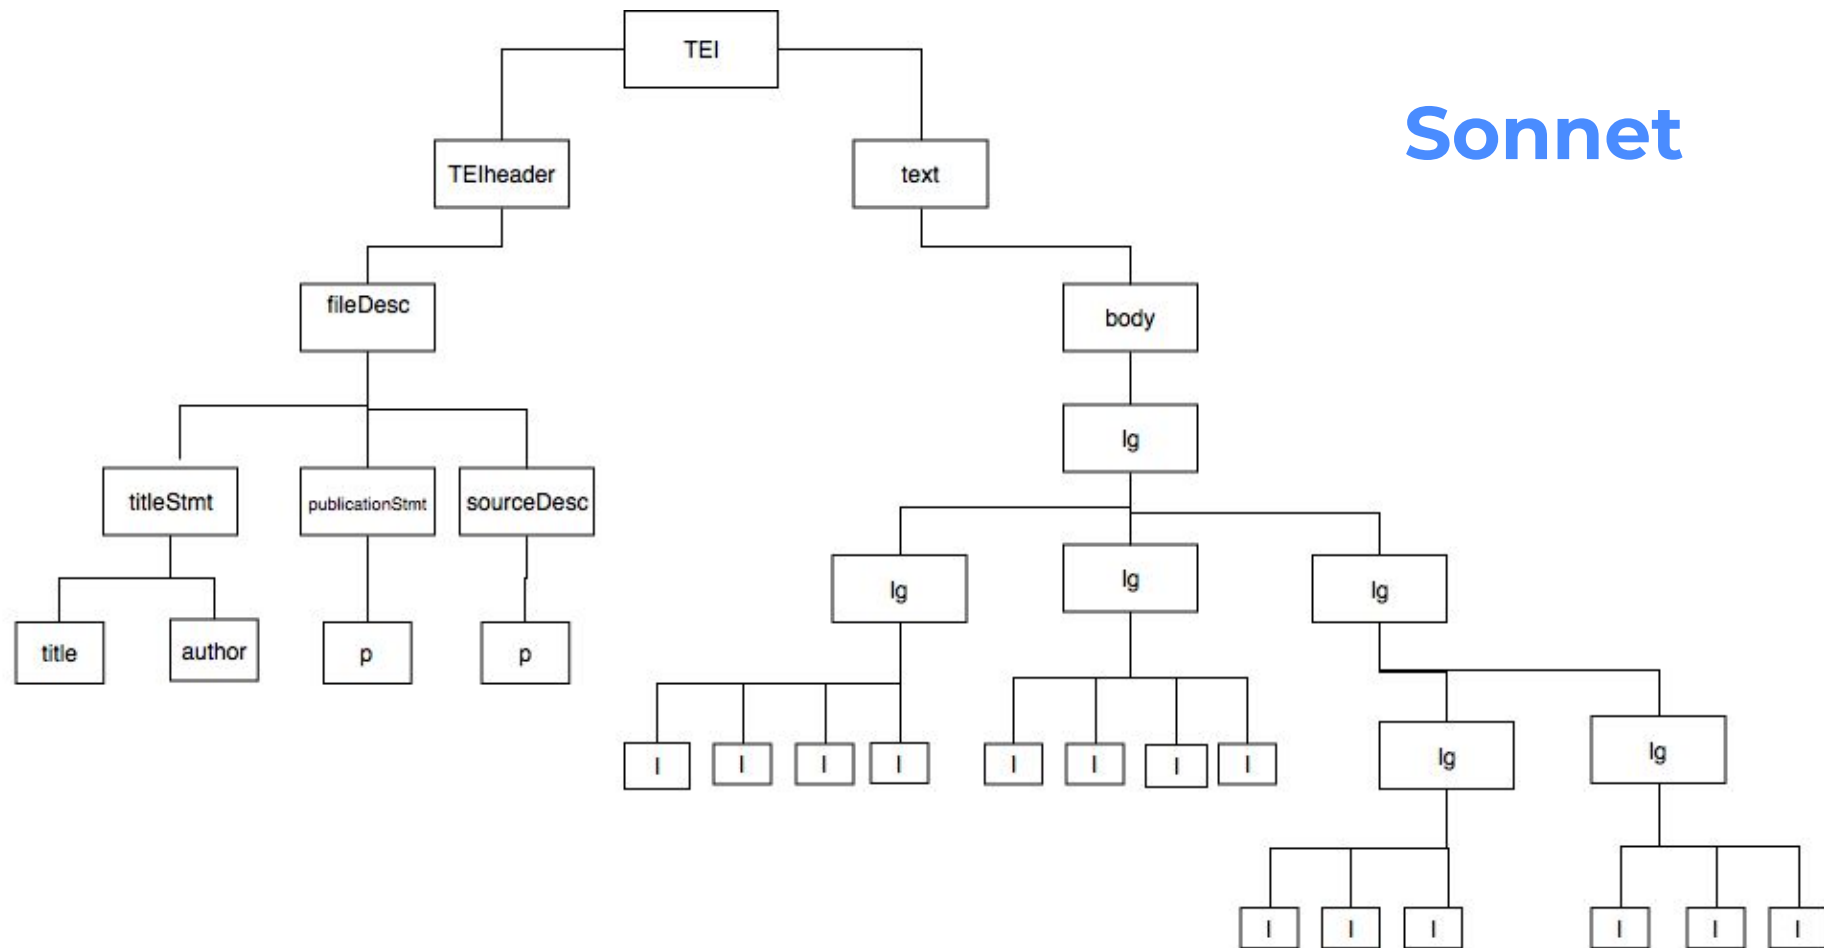 TEI
Sonnet
TEIheader
text
fileDesc
body
lg
titleStmt
publicationStmt
sourceDesc
lg
lg
lg
title
author
p
p
l
l
l
l
l
l
l
l
lg
lg
l
l
l
l
l
l